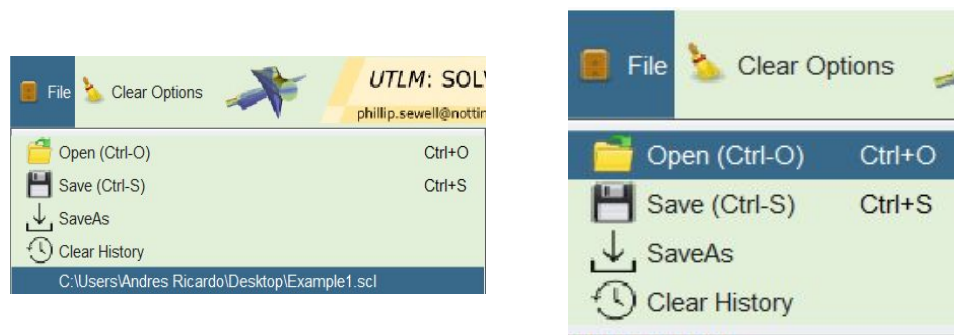 File Clear Options UTLM: SOLV
phillip.sewell@nottin
Open (Ctrl-O) Ctrl+O
Save (Ctrl-S) Ctrl+S
SaveAs
Clear History
C:\Users\Andres Ricardo\Desktop\Example1.scl
File Clear Options
Open (Ctrl-O) Ctrl+O
Save (Ctrl-S) Ctrl+S
SaveAs
Clear History